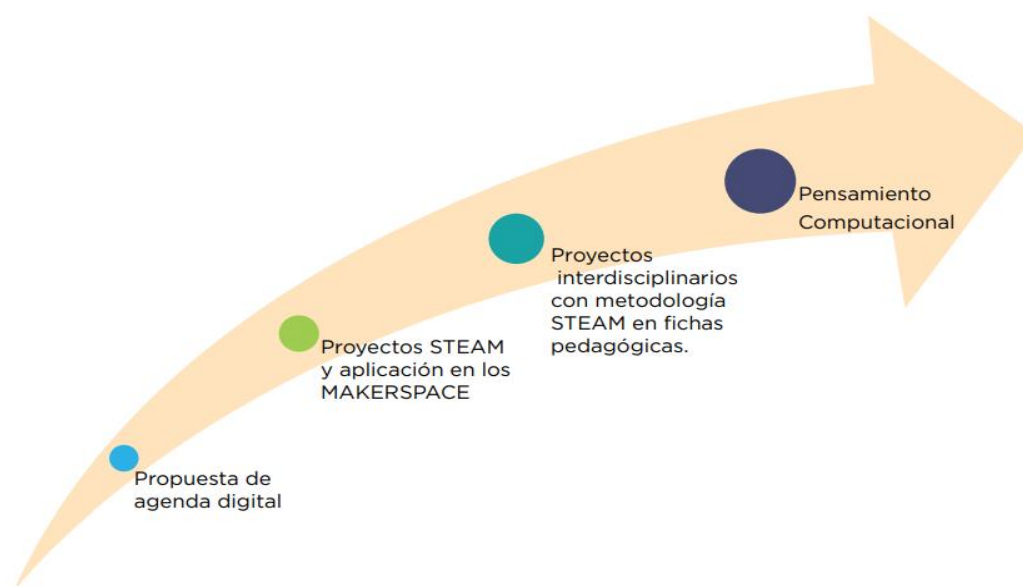 Pensamiento
Computacional
Proyectos
interdisciplinarios
con metodología
STEAM en fichas
pedagógicas.
Proyectos STEAM
y aplicación en los
MAKERSPACE
Propuesta de
agenda digital